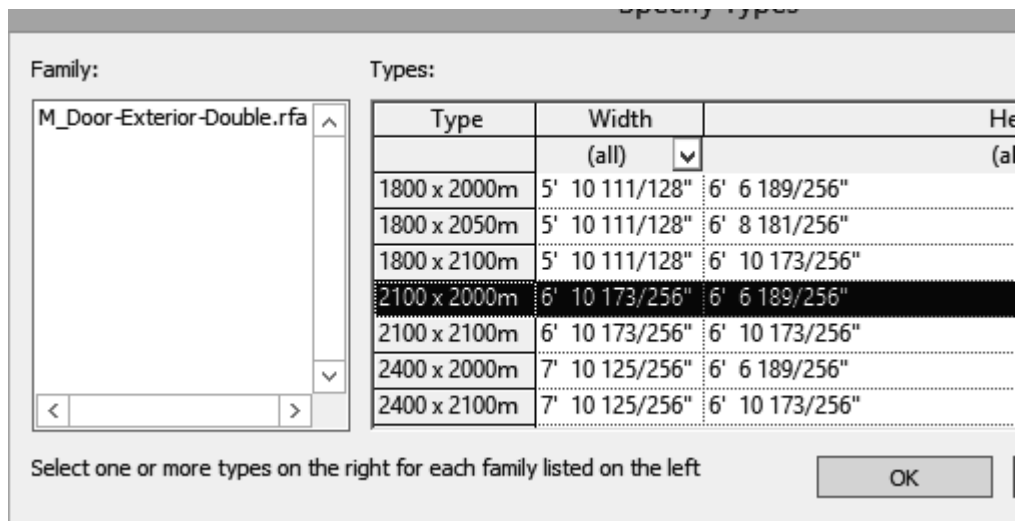 Specify Types
Family:
Types:
M_Door-Exterior-Double.rfa
Type Width He
(all) (al
1800 x 2000m 5' 10 111/128" 6' 6 189/256"
1800 x 2050m 5' 10 111/128" 6' 8 181/256"
1800 x 2100m 5' 10 111/128" 6' 10 173/256"
2100 x 2000m 6' 10 173/256" 6' 6 189/256"
2100 x 2100m 6' 10 173/256" 6' 10 173/256"
2400 x 2000m 7' 10 125/256" 6' 6 189/256"
2400 x 2100m 7' 10 125/256" 6' 10 173/256"
Select one or more types on the right for each family listed on the left
OK